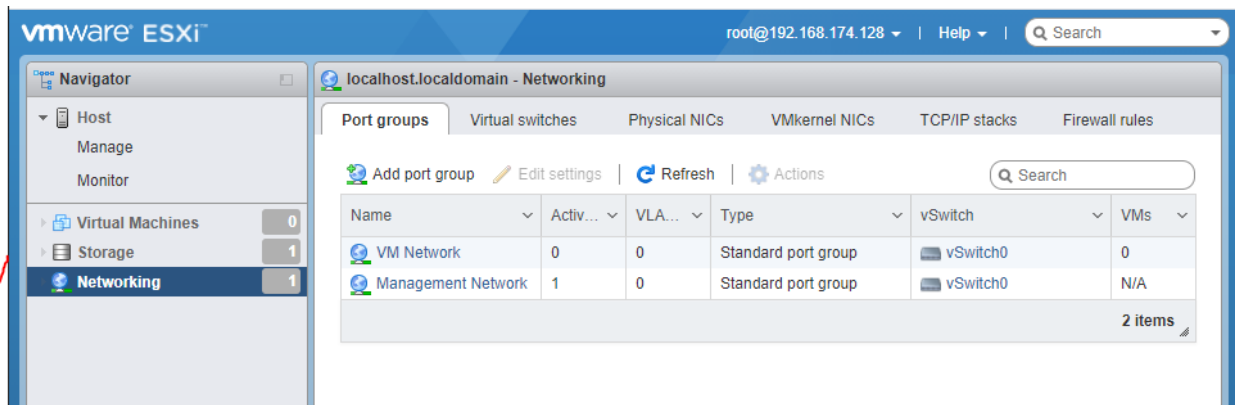 vmware ESXi™
root@192.168.174.128 | Help | Search
Navigator
localhost.localdomain - Networking
Host
Manage
Monitor
Virtual Machines 0
Storage 1
Networking 1
Port groups Virtual switches Physical NICs VMkernel NICs TCP/IP stacks Firewall rules
Add port group Edit settings | Refresh | Actions Search
Name Activ... VLA... Type vSwitch VMs
VM Network 0 0 Standard port group vSwitch0 0
Management Network 1 0 Standard port group vSwitch0 N/A
2 items